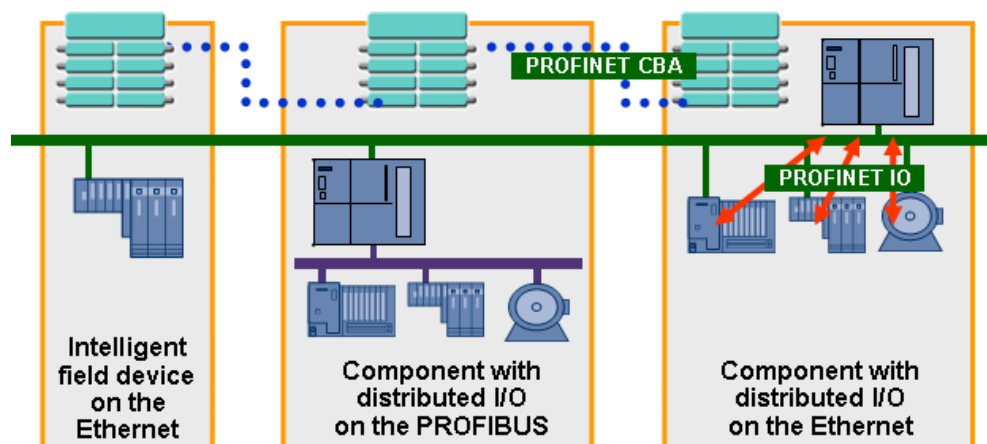 PROFINET CBA
PROFINET IO
Intelligent
field device
on the
Ethernet
Component with
distributed I/O
on the PROFIBUS
Component with
distributed I/O
on the Ethernet